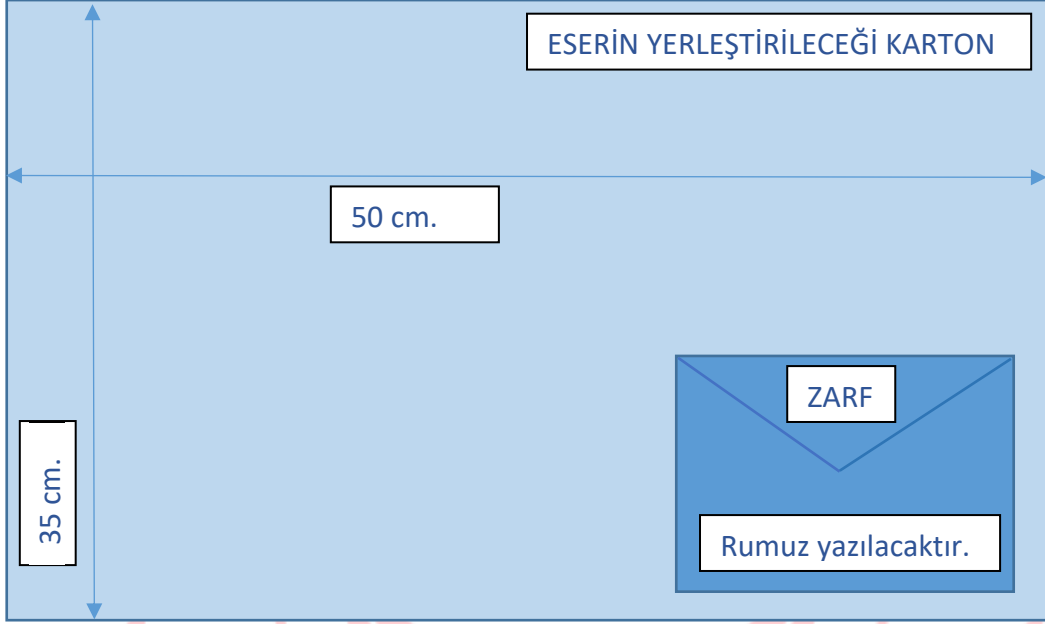 ESERİN YERLEŞTİRİLECEĞİ KARTON
50 cm.
35 cm.
ZARF
Rumuz yazılacaktır.